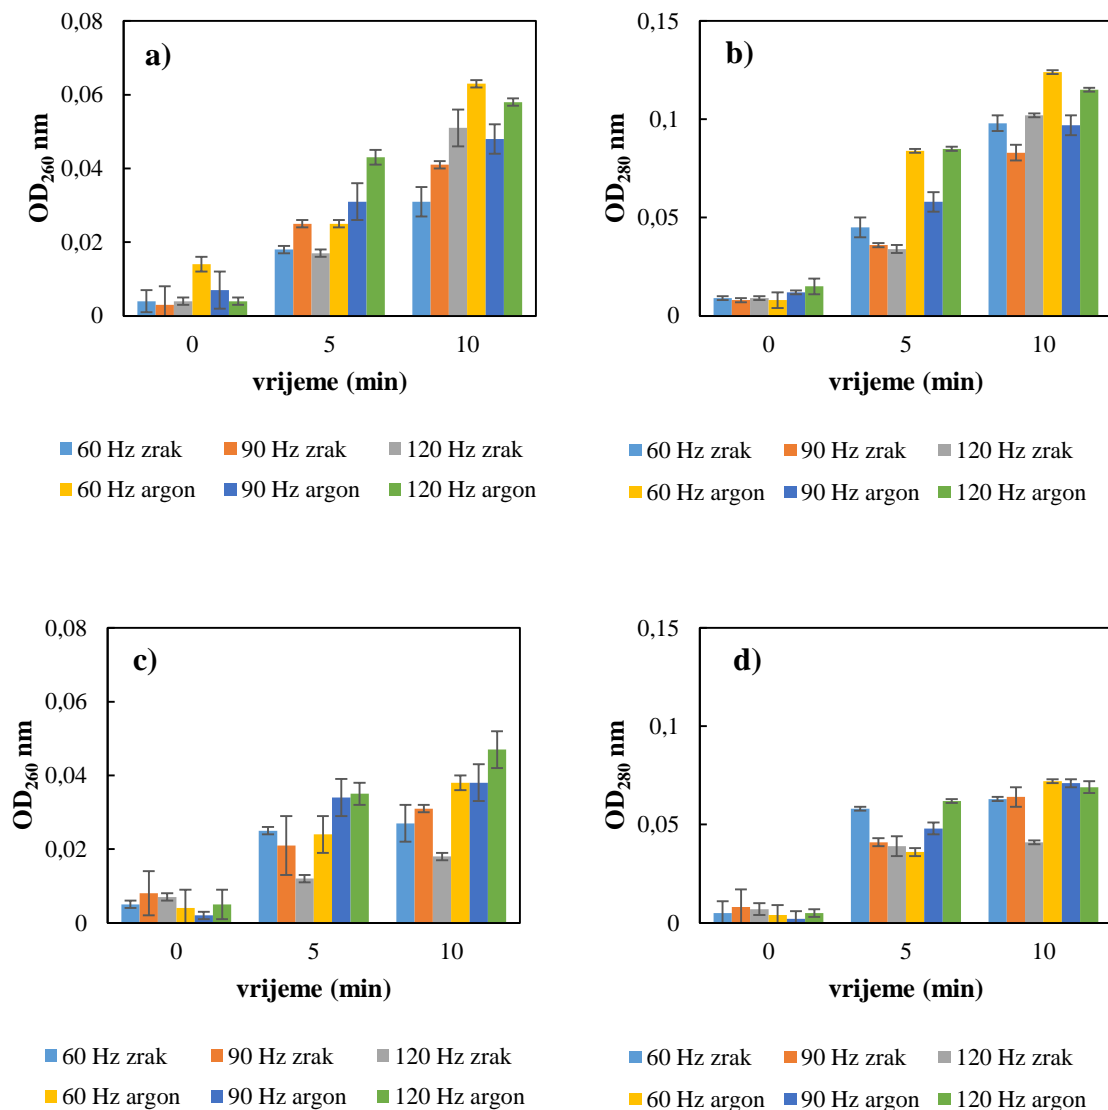 a)
0,08
0,06
0,04
0,02
0
OD260 nm
0 5 10
vrijeme (min)
60 Hz zrak 90 Hz zrak 120 Hz zrak
60 Hz argon 90 Hz argon 120 Hz argon
b)
0,15
0,1
0,05
0
OD280 nm
0 5 10
vrijeme (min)
60 Hz zrak 90 Hz zrak 120 Hz zrak
60 Hz argon 90 Hz argon 120 Hz argon
c)
0,08
0,06
0,04
0,02
0
OD260 nm
0 5 10
vrijeme (min)
60 Hz zrak 90 Hz zrak 120 Hz zrak
60 Hz argon 90 Hz argon 120 Hz argon
d)
0,15
0,1
0,05
0
OD280 nm
0 5 10
vrijeme (min)
60 Hz zrak 90 Hz zrak 120 Hz zrak
60 Hz argon 90 Hz argon 120 Hz argon